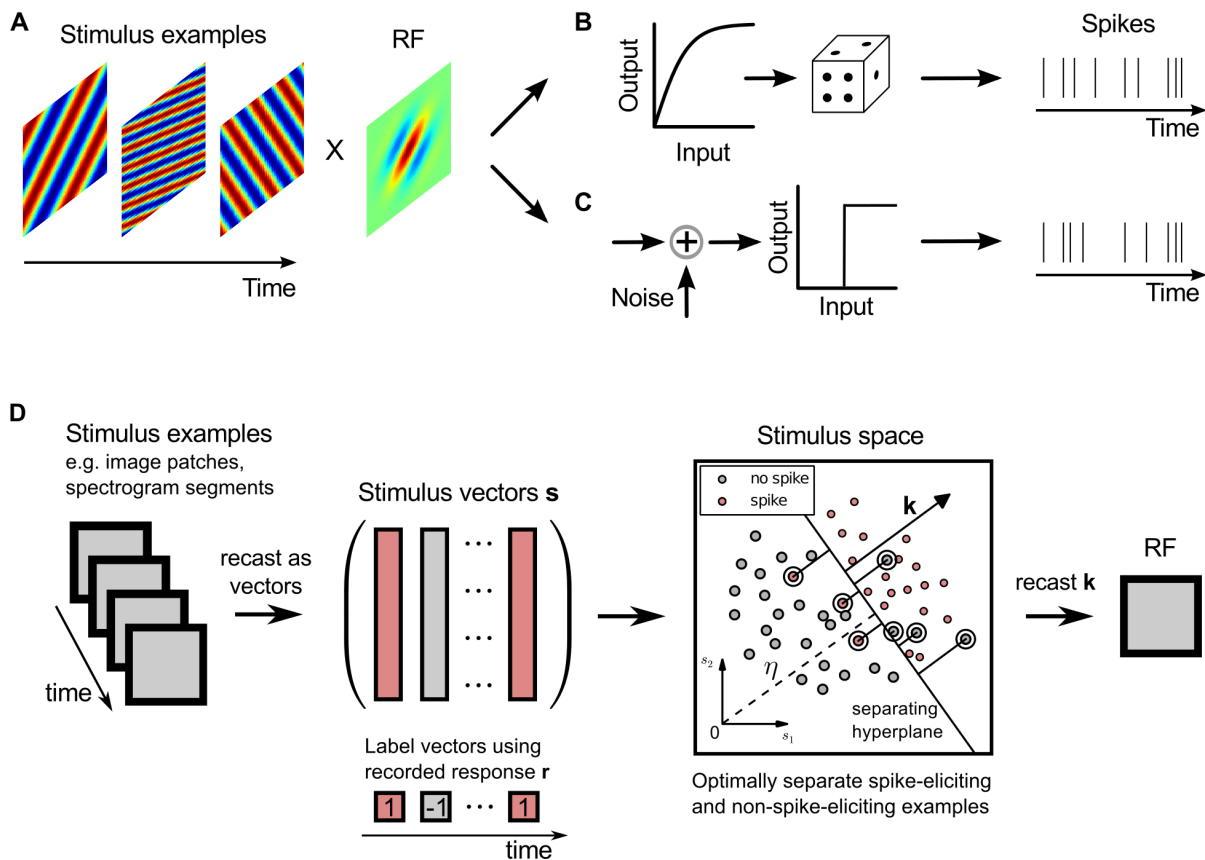 A
Stimulus examples
RF
X
Time
B
Output
Input
Spikes
Time
C
Noise
+
Output
Input
Time
D
Stimulus examples
e.g. image patches,
spectrogram segments
time
recast as
vectors
Stimulus vectors s
...
...
...
...
Label vectors using
recorded response r
1 -1 ... 1
time
Stimulus space
no spike
spike
k
s₂
η
0
s₁
separating
hyperplane
Optimally separate spike-eliciting
and non-spike-eliciting examples
recast k
RF